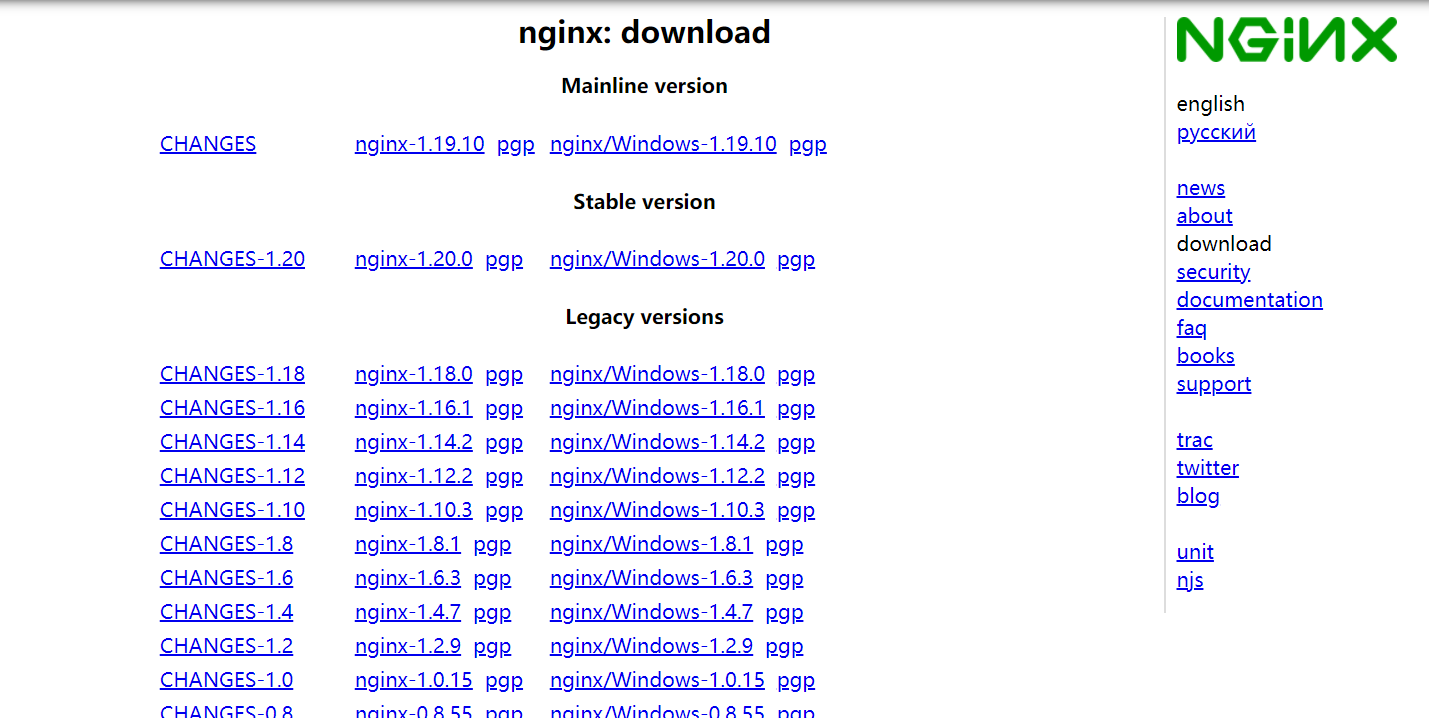 nginx: download
Mainline version
CHANGES nginx-1.19.10 pgp nginx/Windows-1.19.10 pgp
Stable version
CHANGES-1.20 nginx-1.20.0 pgp nginx/Windows-1.20.0 pgp
Legacy versions
CHANGES-1.18 nginx-1.18.0 pgp nginx/Windows-1.18.0 pgp
CHANGES-1.16 nginx-1.16.1 pgp nginx/Windows-1.16.1 pgp
CHANGES-1.14 nginx-1.14.2 pgp nginx/Windows-1.14.2 pgp
CHANGES-1.12 nginx-1.12.2 pgp nginx/Windows-1.12.2 pgp
CHANGES-1.10 nginx-1.10.3 pgp nginx/Windows-1.10.3 pgp
CHANGES-1.8 nginx-1.8.1 pgp nginx/Windows-1.8.1 pgp
CHANGES-1.6 nginx-1.6.3 pgp nginx/Windows-1.6.3 pgp
CHANGES-1.4 nginx-1.4.7 pgp nginx/Windows-1.4.7 pgp
CHANGES-1.2 nginx-1.2.9 pgp nginx/Windows-1.2.9 pgp
CHANGES-1.0 nginx-1.0.15 pgp nginx/Windows-1.0.15 pgp
CHANGES-0.8 nginx-0.8.55 pgp nginx/Windows-0.8.55 pgp
NGINX
english
русский
news
about
download
security
documentation
faq
books
support
trac
twitter
blog
unit
njs